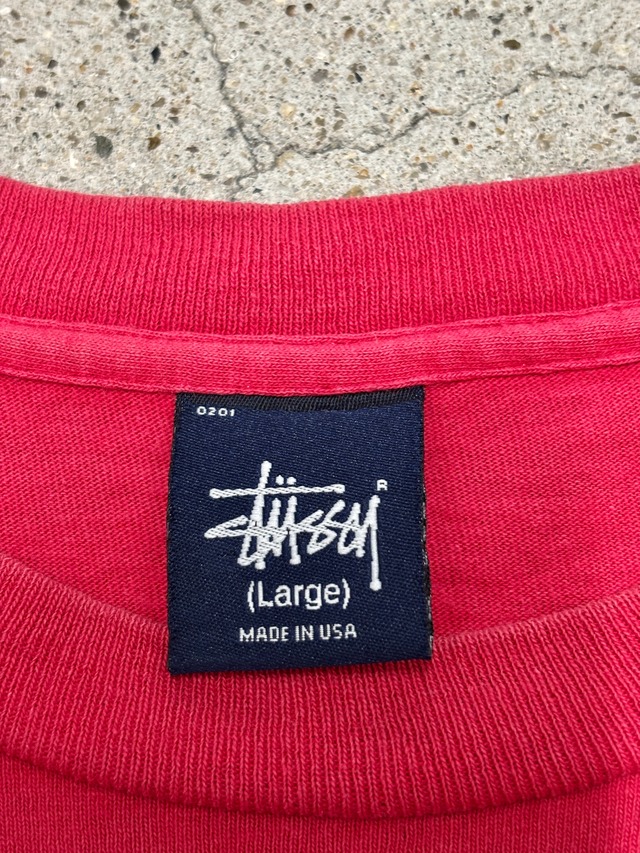 0201
Stüssy
R
(Large)
MADE IN USA